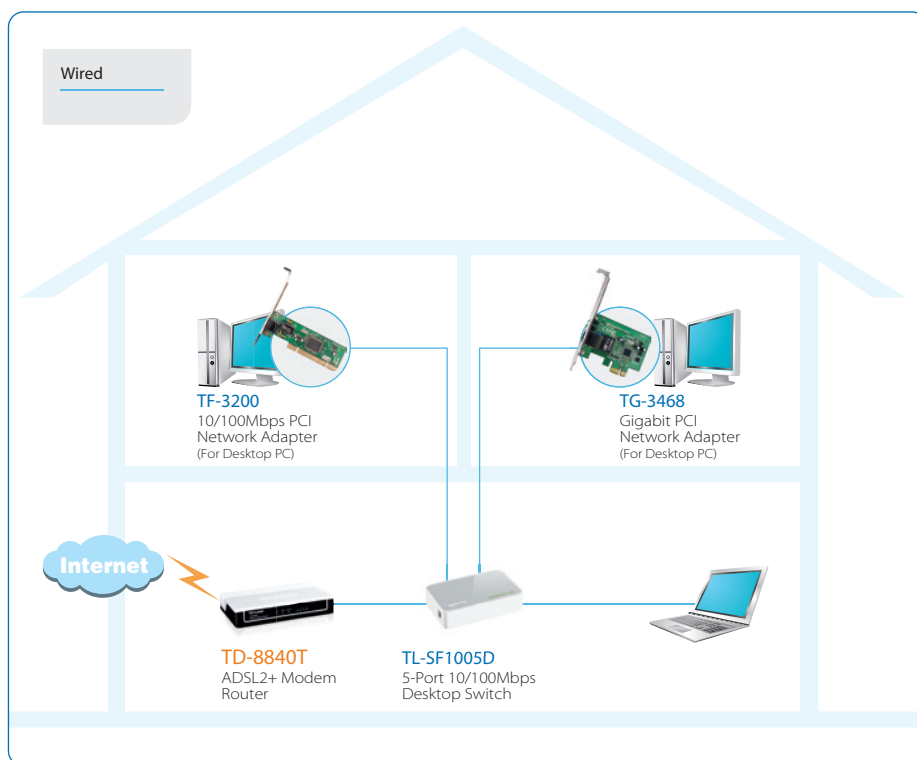 Wired
TF-3200
10/100Mbps PCI
Network Adapter
(For Desktop PC)
TG-3468
Gigabit PCI
Network Adapter
(For Desktop PC)
Internet
TD-8840T
ADSL2+ Modem
Router
TL-SF1005D
5-Port 10/100Mbps
Desktop Switch